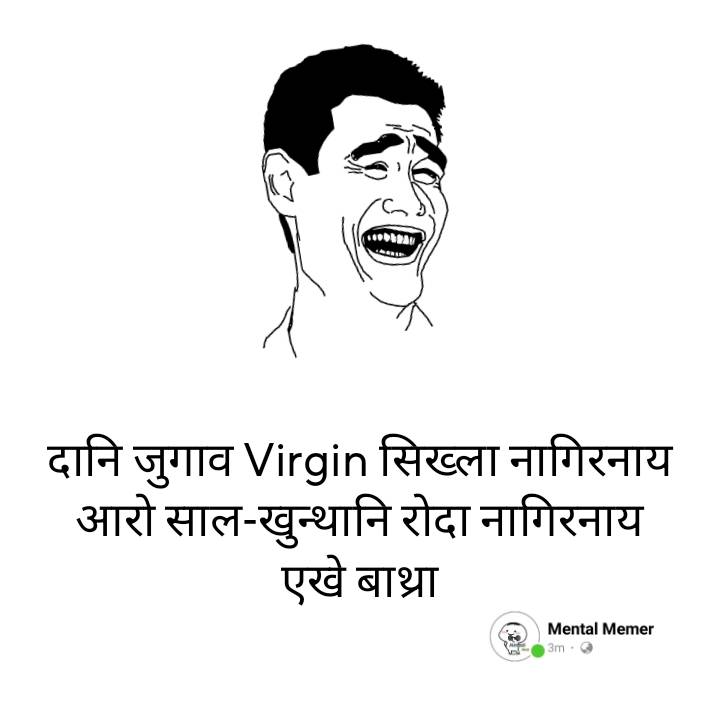 दानि जुगाव Virgin सिख्ला नागिरनाय
आरो साल-खुन्थानि रोदा नागिरनाय
एखे बाथ्रा
Mental Memer
3m ·